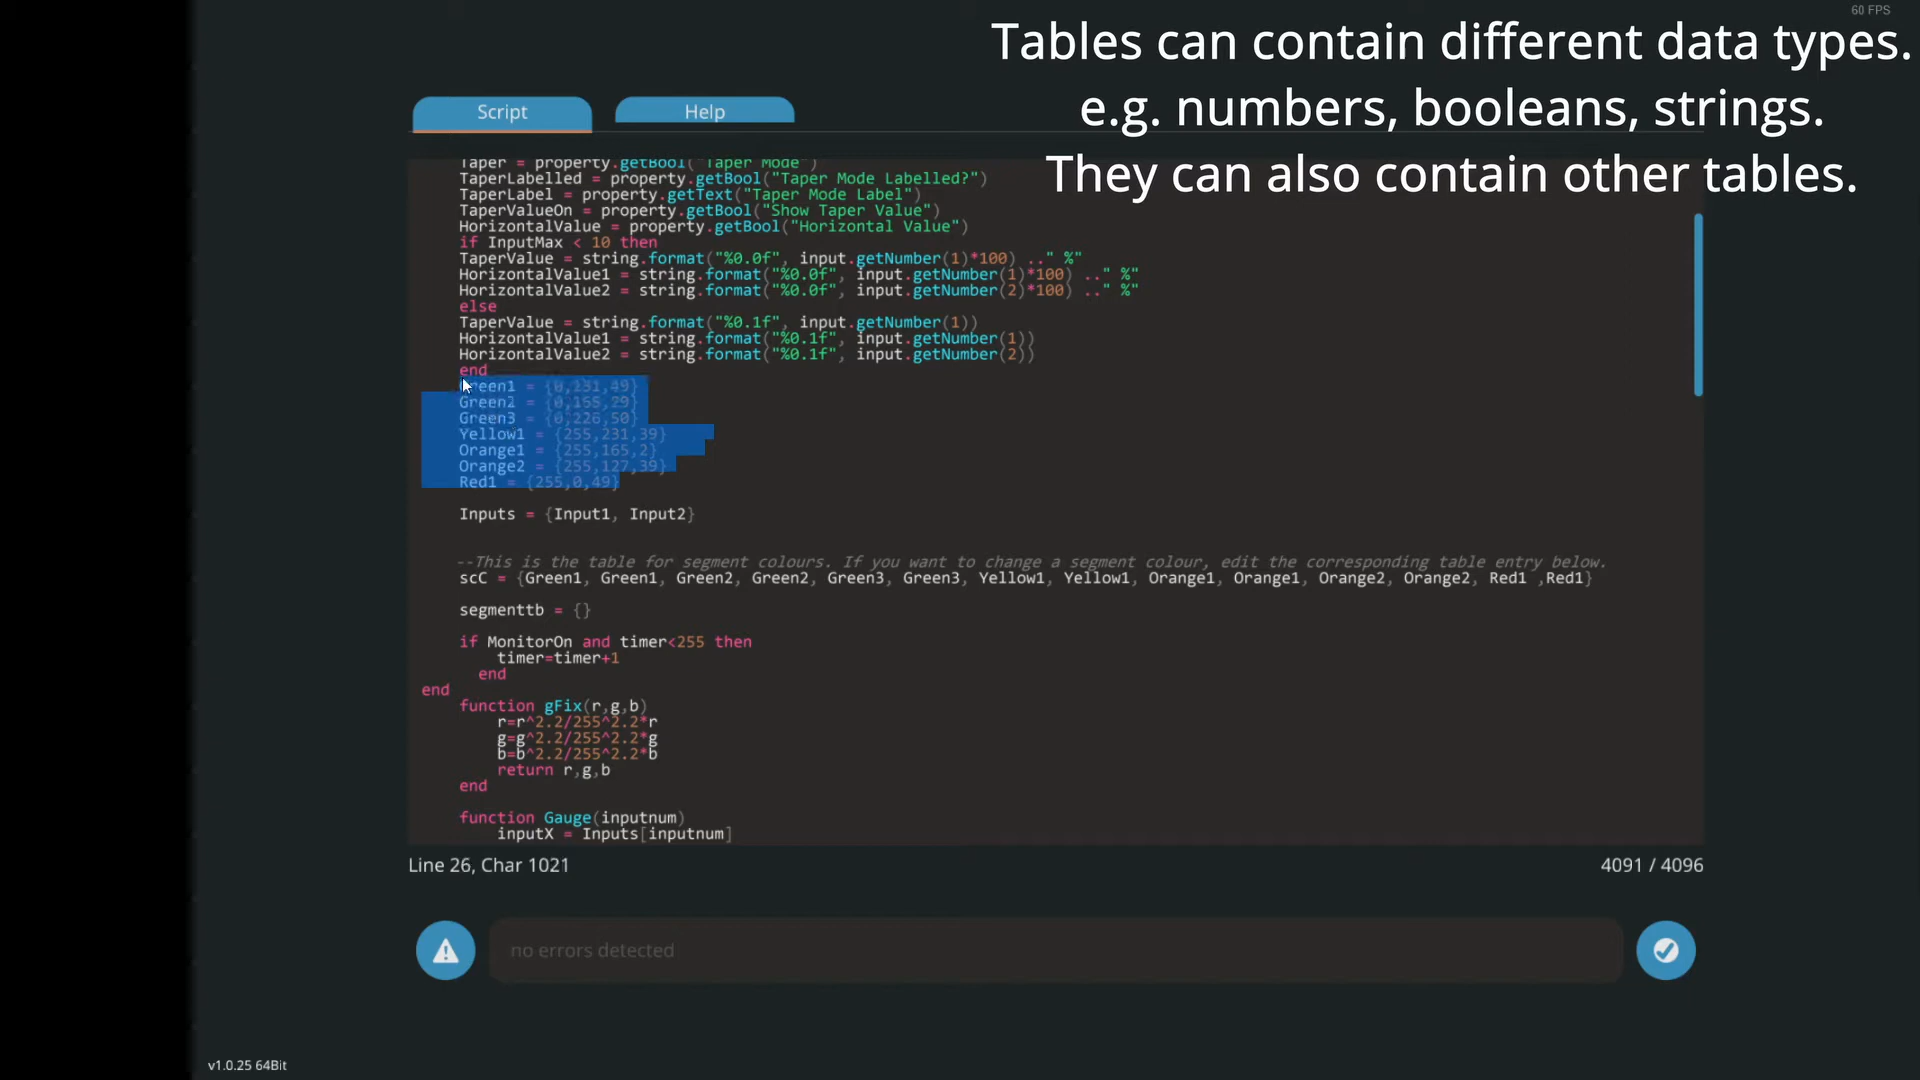 60 FPS
Tables can contain different data types.
e.g. numbers, booleans, strings.
They can also contain other tables.
Script
Help
Taper = property.getBool("Taper Mode")
TaperLabelled = property.getBool("Taper Mode Labelled?")
TaperLabel = property.getText("Taper Mode Label")
TaperValueOn = property.getBool("Show Taper Value")
HorizontalValue = property.getBool("Horizontal Value")
if InputMax < 10 then
TaperValue = string.format("%0.0f", input.getNumber(1)*100) .." %"
HorizontalValue1 = string.format("%0.0f", input.getNumber(1)*100) .." %"
HorizontalValue2 = string.format("%0.0f", input.getNumber(2)*100) .." %"
else
TaperValue = string.format("%0.1f", input.getNumber(1))
HorizontalValue1 = string.format("%0.1f", input.getNumber(1))
HorizontalValue2 = string.format("%0.1f", input.getNumber(2))
end
Green1 = {0,231,49}
Green2 = {0,155,29}
Green3 = {0,226,50}
Yellow1 = {255,231,39}
Orange1 = {255,165,2}
Orange2 = {255,127,39}
Red1 = {255,0,49}
Inputs = {Input1, Input2}
--This is the table for segment colours. If you want to change a segment colour, edit the corresponding table entry below.
scC = {Green1, Green1, Green2, Green2, Green3, Green3, Yellow1, Yellow1, Orange1, Orange1, Orange2, Orange2, Red1 ,Red1}
segmenttb = {}
if MonitorOn and timer<255 then
timer=timer+1
end
end
function gFix(r,g,b)
r=r^2.2/255^2.2*r
g=g^2.2/255^2.2*g
b=b^2.2/255^2.2*b
return r,g,b
end
function Gauge(inputnum)
inputX = Inputs[inputnum]
Line 26, Char 1021
4091 / 4096
no errors detected
v1.0.25 64Bit